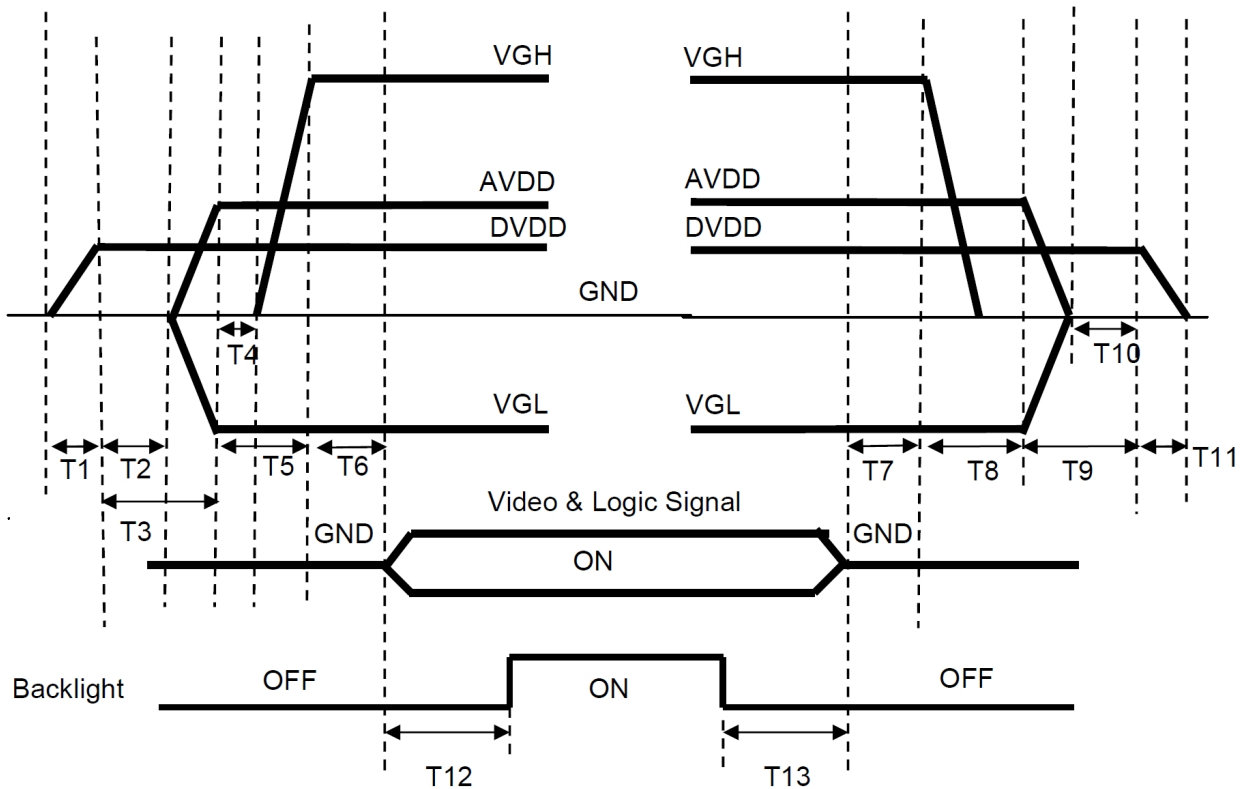 VGH VGH
AVDD AVDD
DVDD DVDD
GND
T4 T10
VGL VGL
T1 T2 T5 T6 T7 T8 T9 T11
T3
Video & Logic Signal
GND GND
ON
OFF ON OFF
Backlight
T12 T13